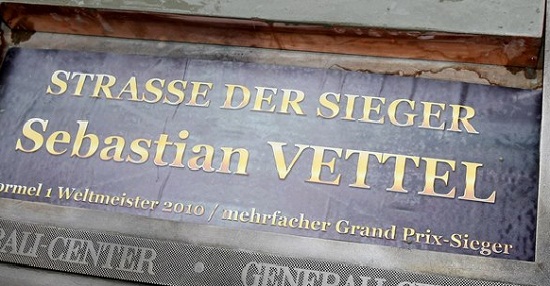 STRASSE DER SIEGER
Sebastian VETTEL
ormel 1 Weltmeister 2010 / mehrfacher Grand Prix-Sieger
RALI-CENTER • GENERALI-C